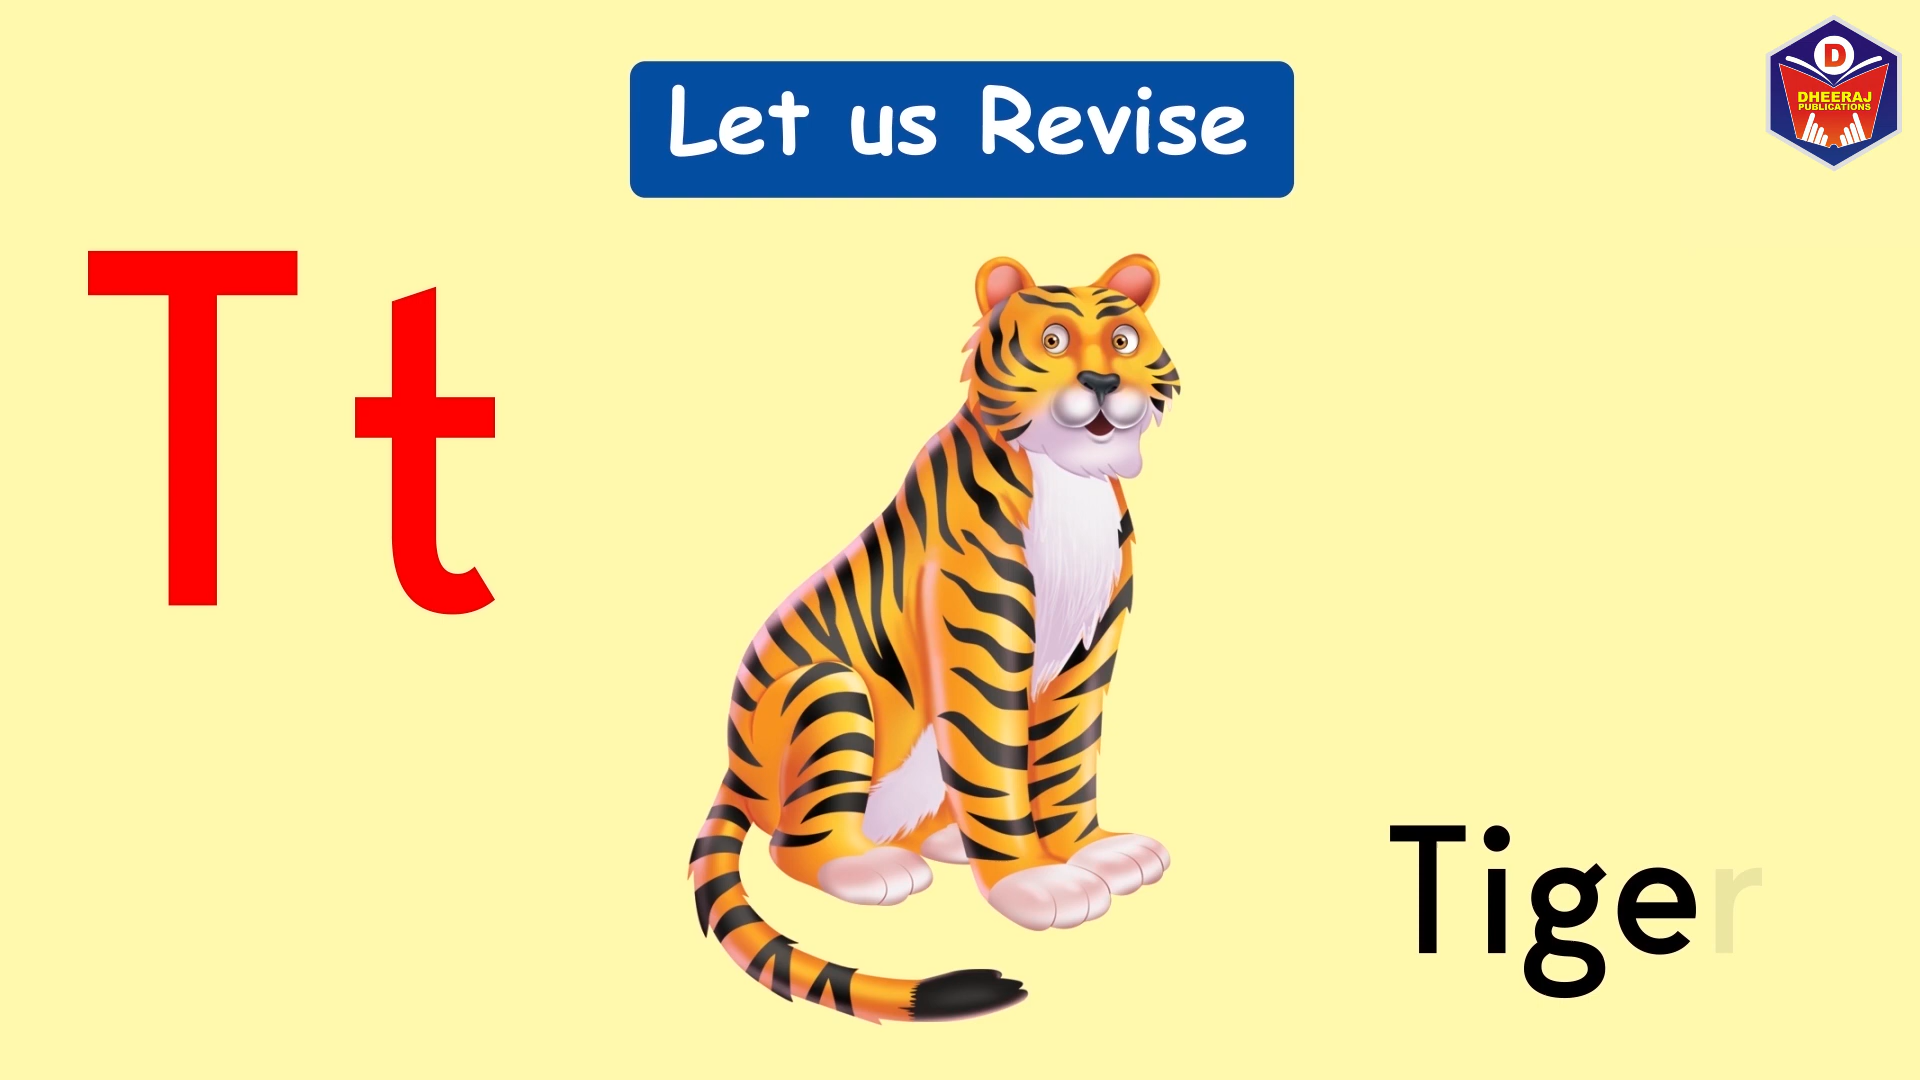 Let us Revise
D
DHEERAJ
PUBLICATIONS
T t
Tiger